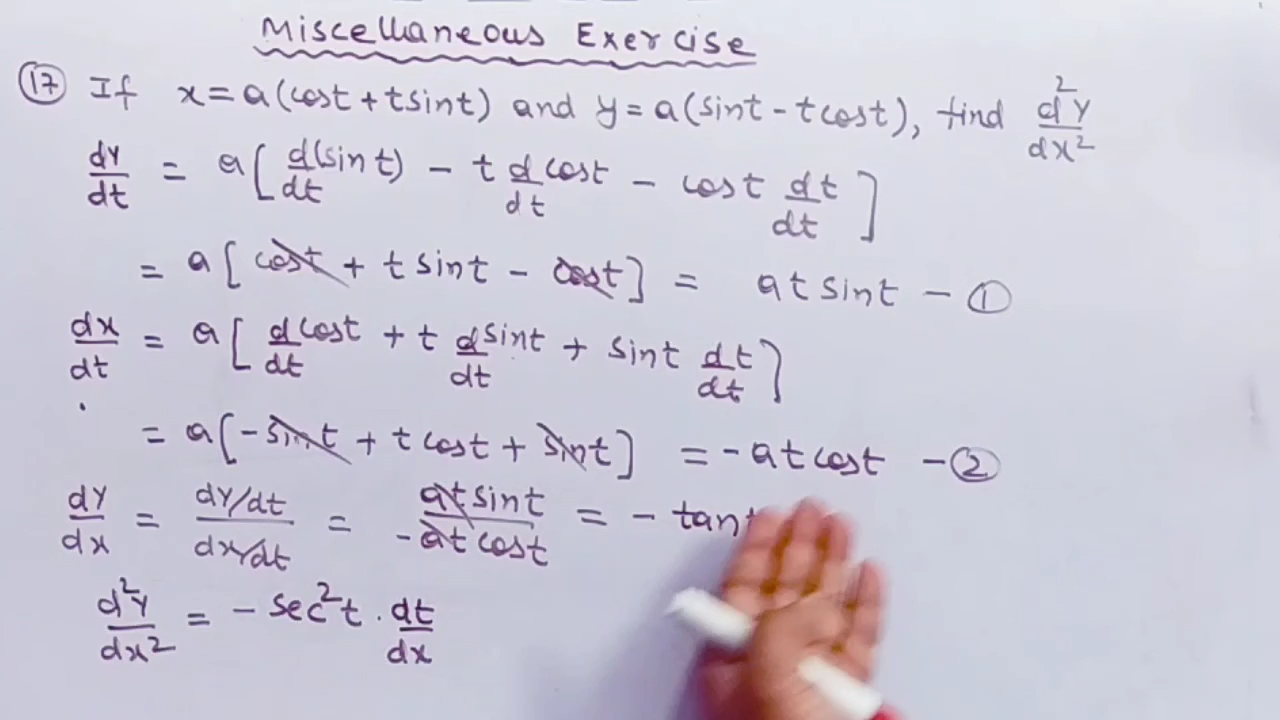 Miscellaneous Exercise
(17) If x = a(cost + tsint) and y = a(sint - tcost), find d²y/dx²
dy/dt = a[d(sint)/dt - t d cost/dt - cost dt/dt]
= a[cost + tsint - cost] = atsint - (1)
dx/dt = a[d cost/dt + t d sint/dt + sint dt/dt]
= a[-sint + tcost + sint] = -atcost - (2)
dy/dx = (dy/dt)/(dx/dt) = atsint/-atcost = - tant
d²y/dx² = - sec²t . dt/dx